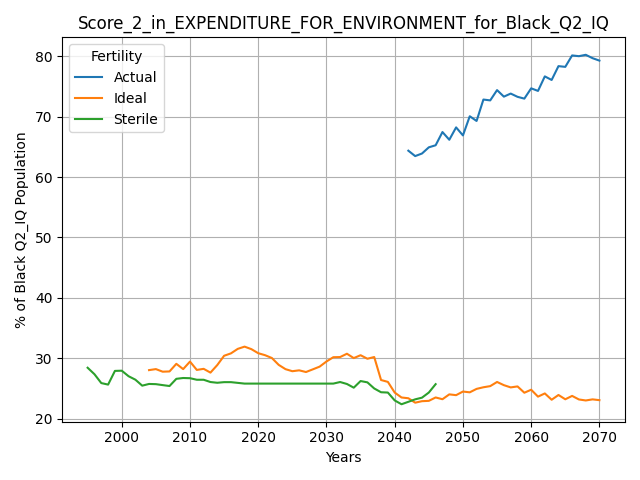 Score_2_in_EXPENDITURE_FOR_ENVIRONMENT_for_Black_Q2_IQ
Fertility
Actual
Ideal
Sterile
% of Black Q2_IQ Population
80
70
60
50
40
30
20
2000
2010
2020
2030
2040
2050
2060
2070
Years